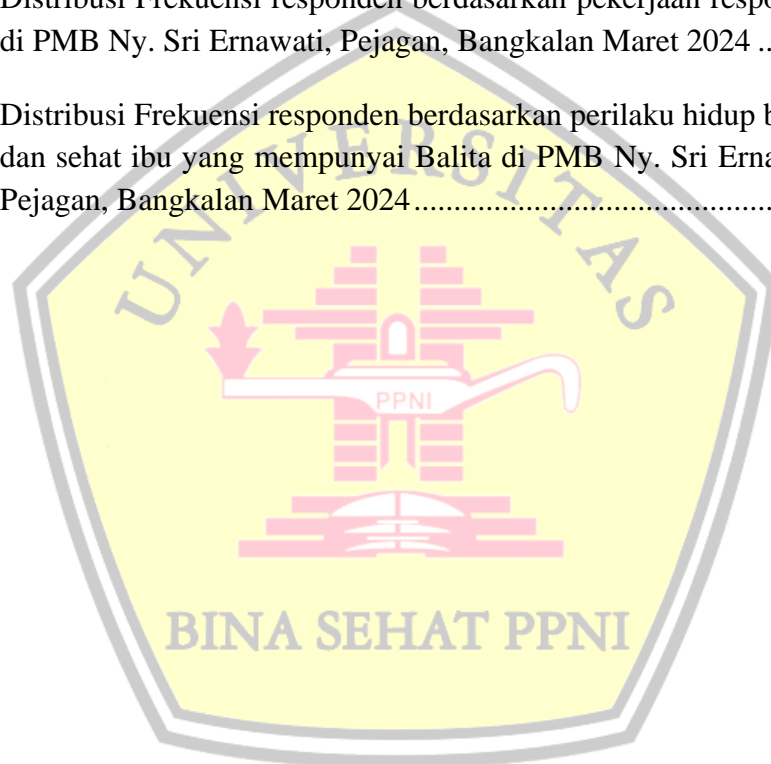 Distribusi Frekuensi responden berdasarkan pekerjaan
di PMB Ny. Sri Ernawati, Pejagan, Bangkalan Maret 2024 ..
Distribusi Frekuensi responden berdasarkan perilaku hidup
dan sehat ibu yang mempunyai Balita di PMB Ny. Sri
Pejagan, Bangkalan Maret 2024.............................................
UNIVERSITAS
PPNI
BINA SEHAT PPNI